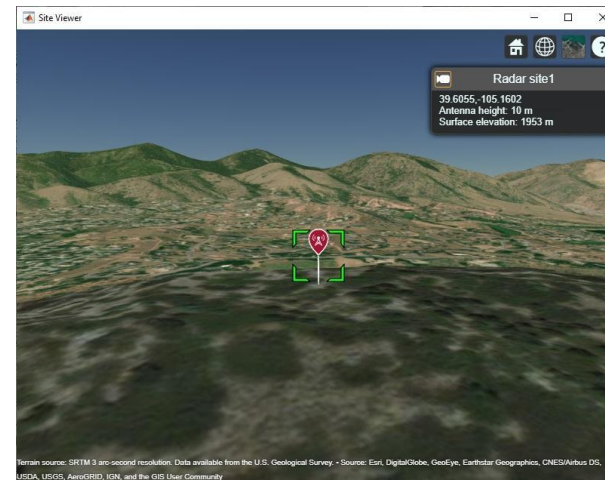 Site Viewer
Radar site1
39.6055,-105.1602
Antenna height: 10 m
Surface elevation: 1953 m
Terrain source: SRTM 3 arc-second resolution. Data available from the U.S. Geological Survey. • Source: Esri, DigitalGlobe, GeoEye, Earthstar Geographics, CNES/Airbus DS,
USDA, USGS, AeroGRID, IGN, and the GIS User Community